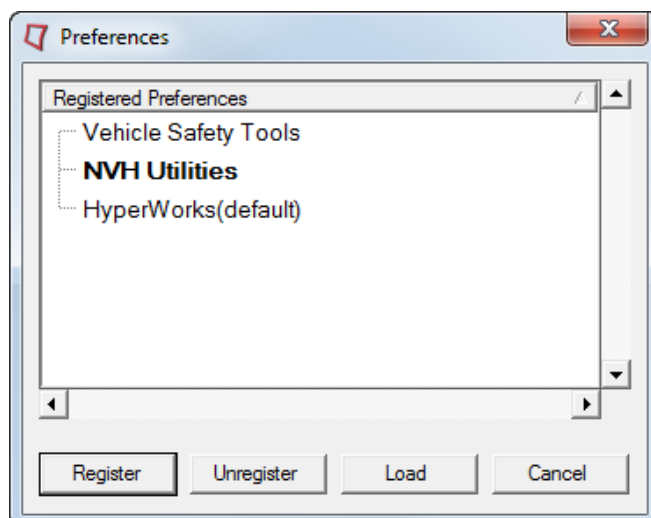 Preferences
Registered Preferences
Vehicle Safety Tools
NVH Utilities
HyperWorks(default)
Register Unregister Load Cancel